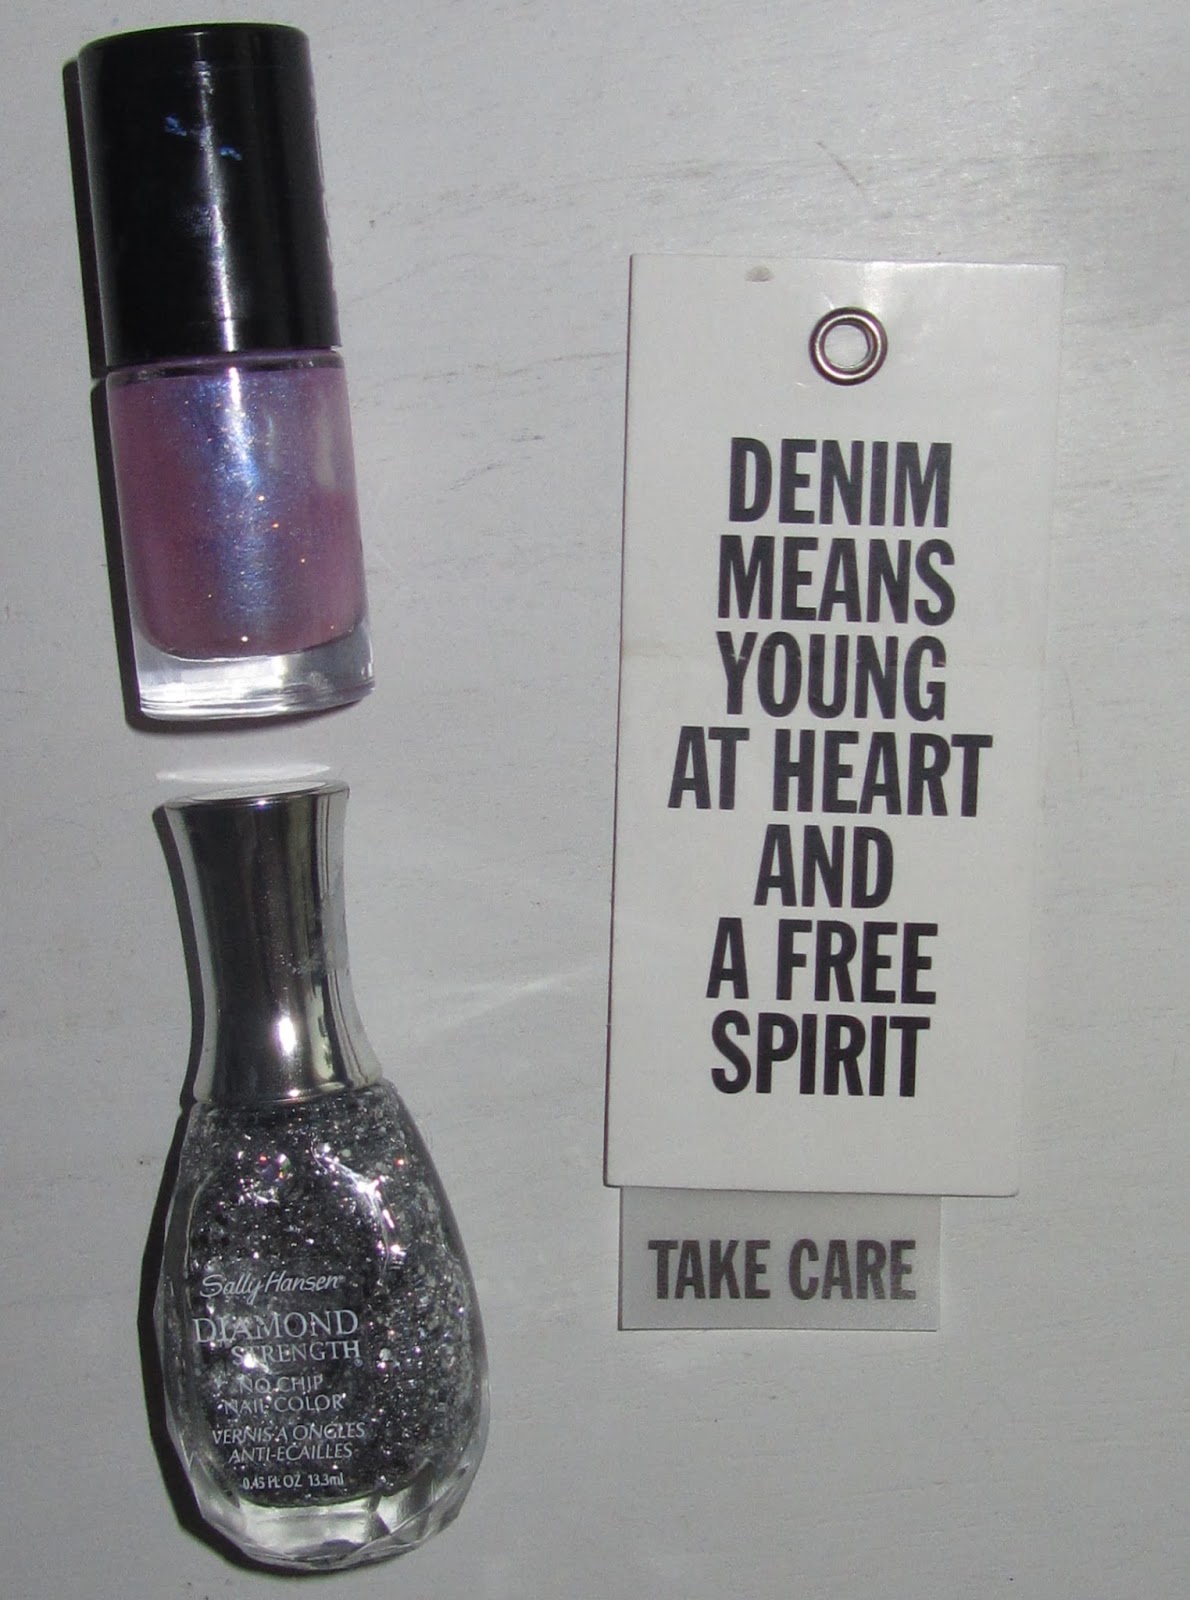 DENIM
MEANS
YOUNG
AT HEART
AND
A FREE
SPIRIT
TAKE CARE
Sally Hansen
DIAMOND
STRENGTH®
NO CHIP
NAIL COLOR
VERNIS A ONGLES
ANTI-ECAILLES
0.45 FL OZ 13.3ml